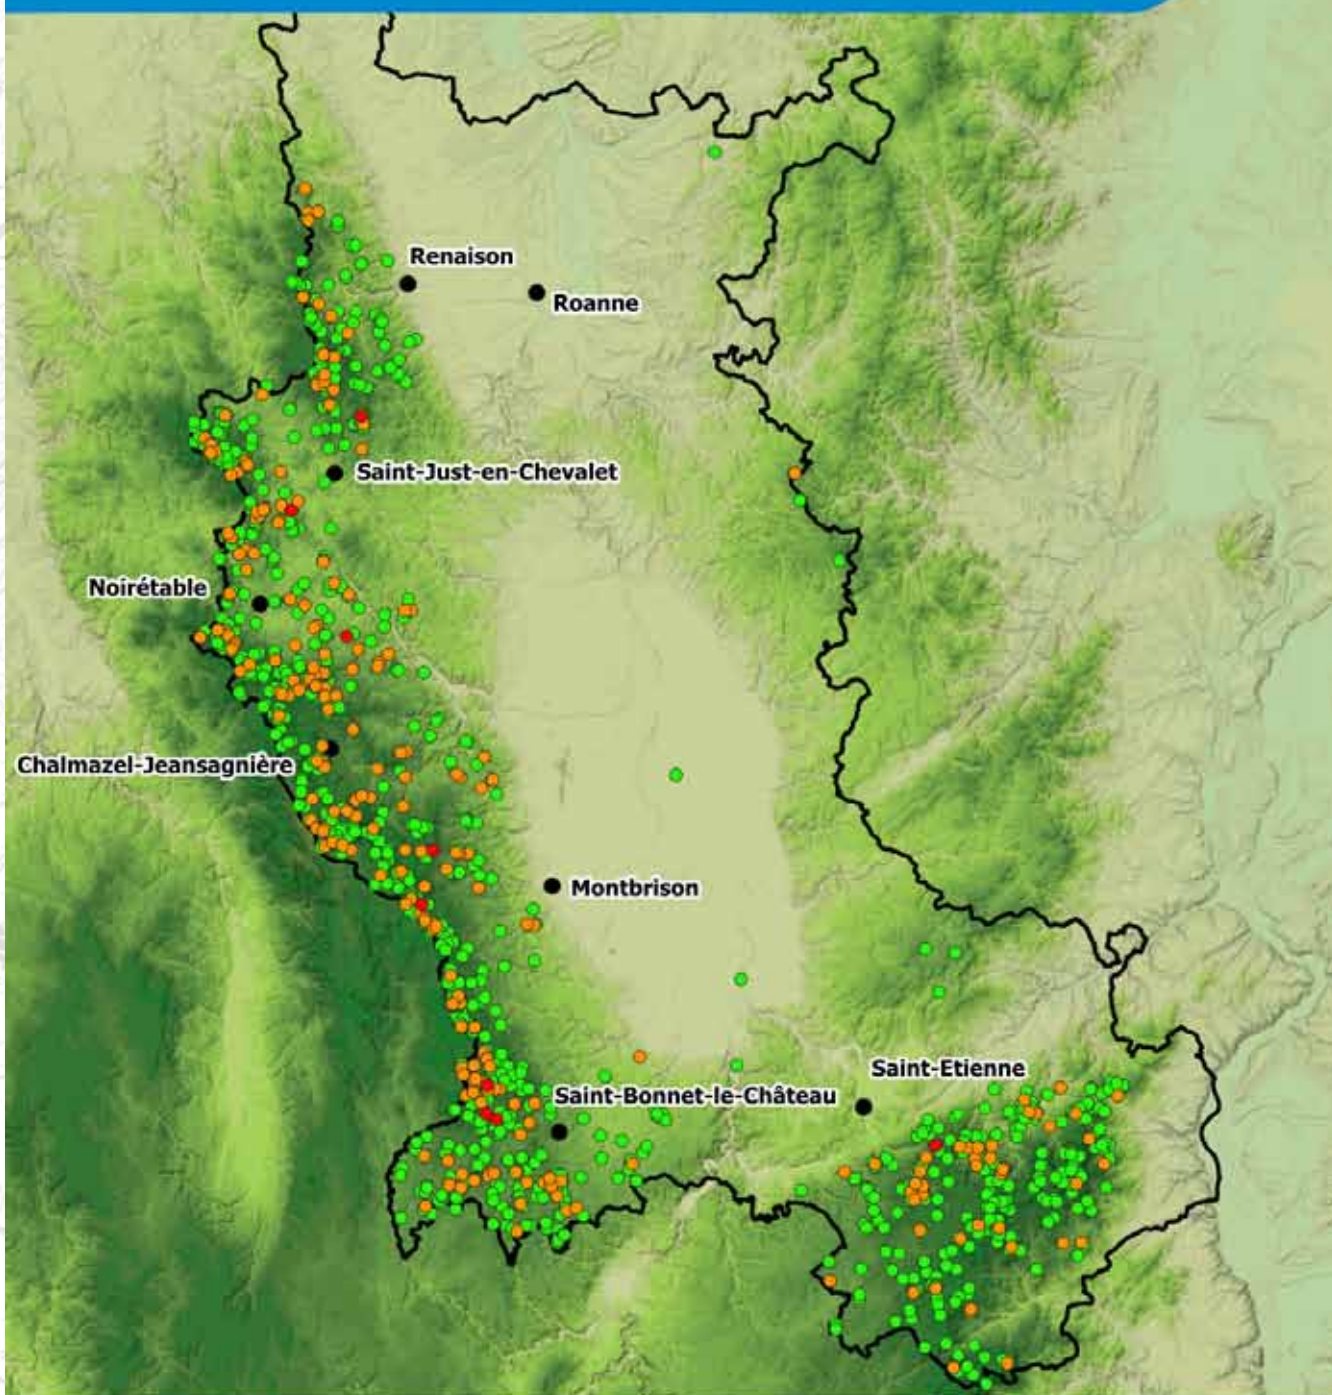 Renaison
Roanne
Saint-Just-en-Chevalet
Noirétable
Chalmazel-Jeansagnière
Montbrison
Saint-Etienne
Saint-Bonnet-le-Château